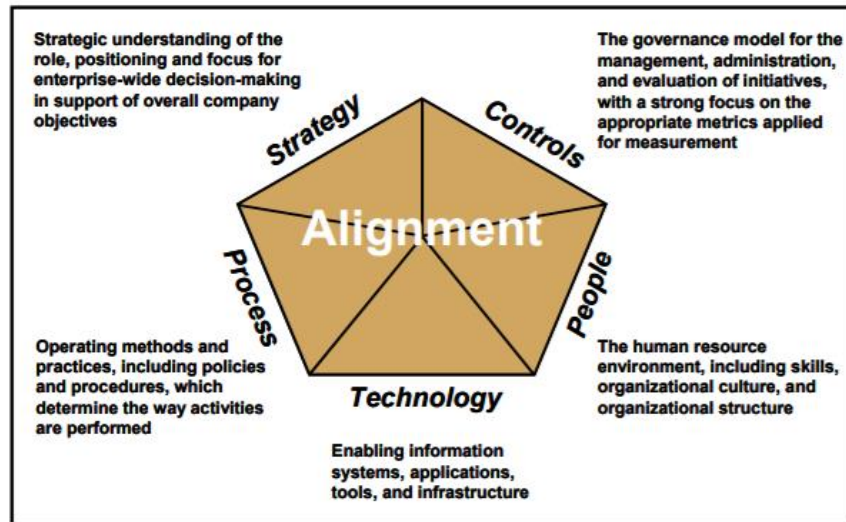 Strategic understanding of the
role, positioning and focus for
enterprise-wide decision-making
in support of overall company
objectives
The governance model for the
management, administration,
and evaluation of initiatives,
with a strong focus on the
appropriate metrics applied
for measurement
Strategy
Controls
Alignment
Process
People
Operating methods and
practices, including policies
and procedures, which
determine the way activities
are performed
The human resource
environment, including skills,
organizational culture, and
organizational structure
Technology
Enabling information
systems, applications,
tools, and infrastructure